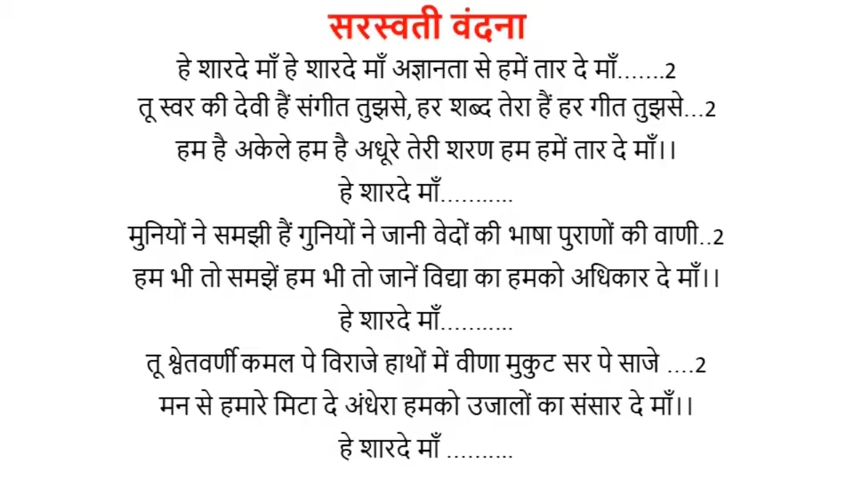 सरस्वती वंदना
हे शारदे माँ हे शारदे माँ अज्ञानता से हमें तार दे माँ.......2
तू स्वर की देवी हैं संगीत तुझसे, हर शब्द तेरा हैं हर गीत तुझसे...2
हम है अकेले हम है अधूरे तेरी शरण हम हमें तार दे माँ।।
हे शारदे माँ...........
मुनियों ने समझी हैं गुनियों ने जानी वेदों की भाषा पुराणों की वाणी..2
हम भी तो समझें हम भी तो जानें विद्या का हमको अधिकार दे माँ।।
हे शारदे माँ...........
तू श्वेतवर्णी कमल पे विराजे हाथों में वीणा मुकुट सर पे साजे ....2
मन से हमारे मिटा दे अंधेरा हमको उजालों का संसार दे माँ।।
हे शारदे माँ ..........